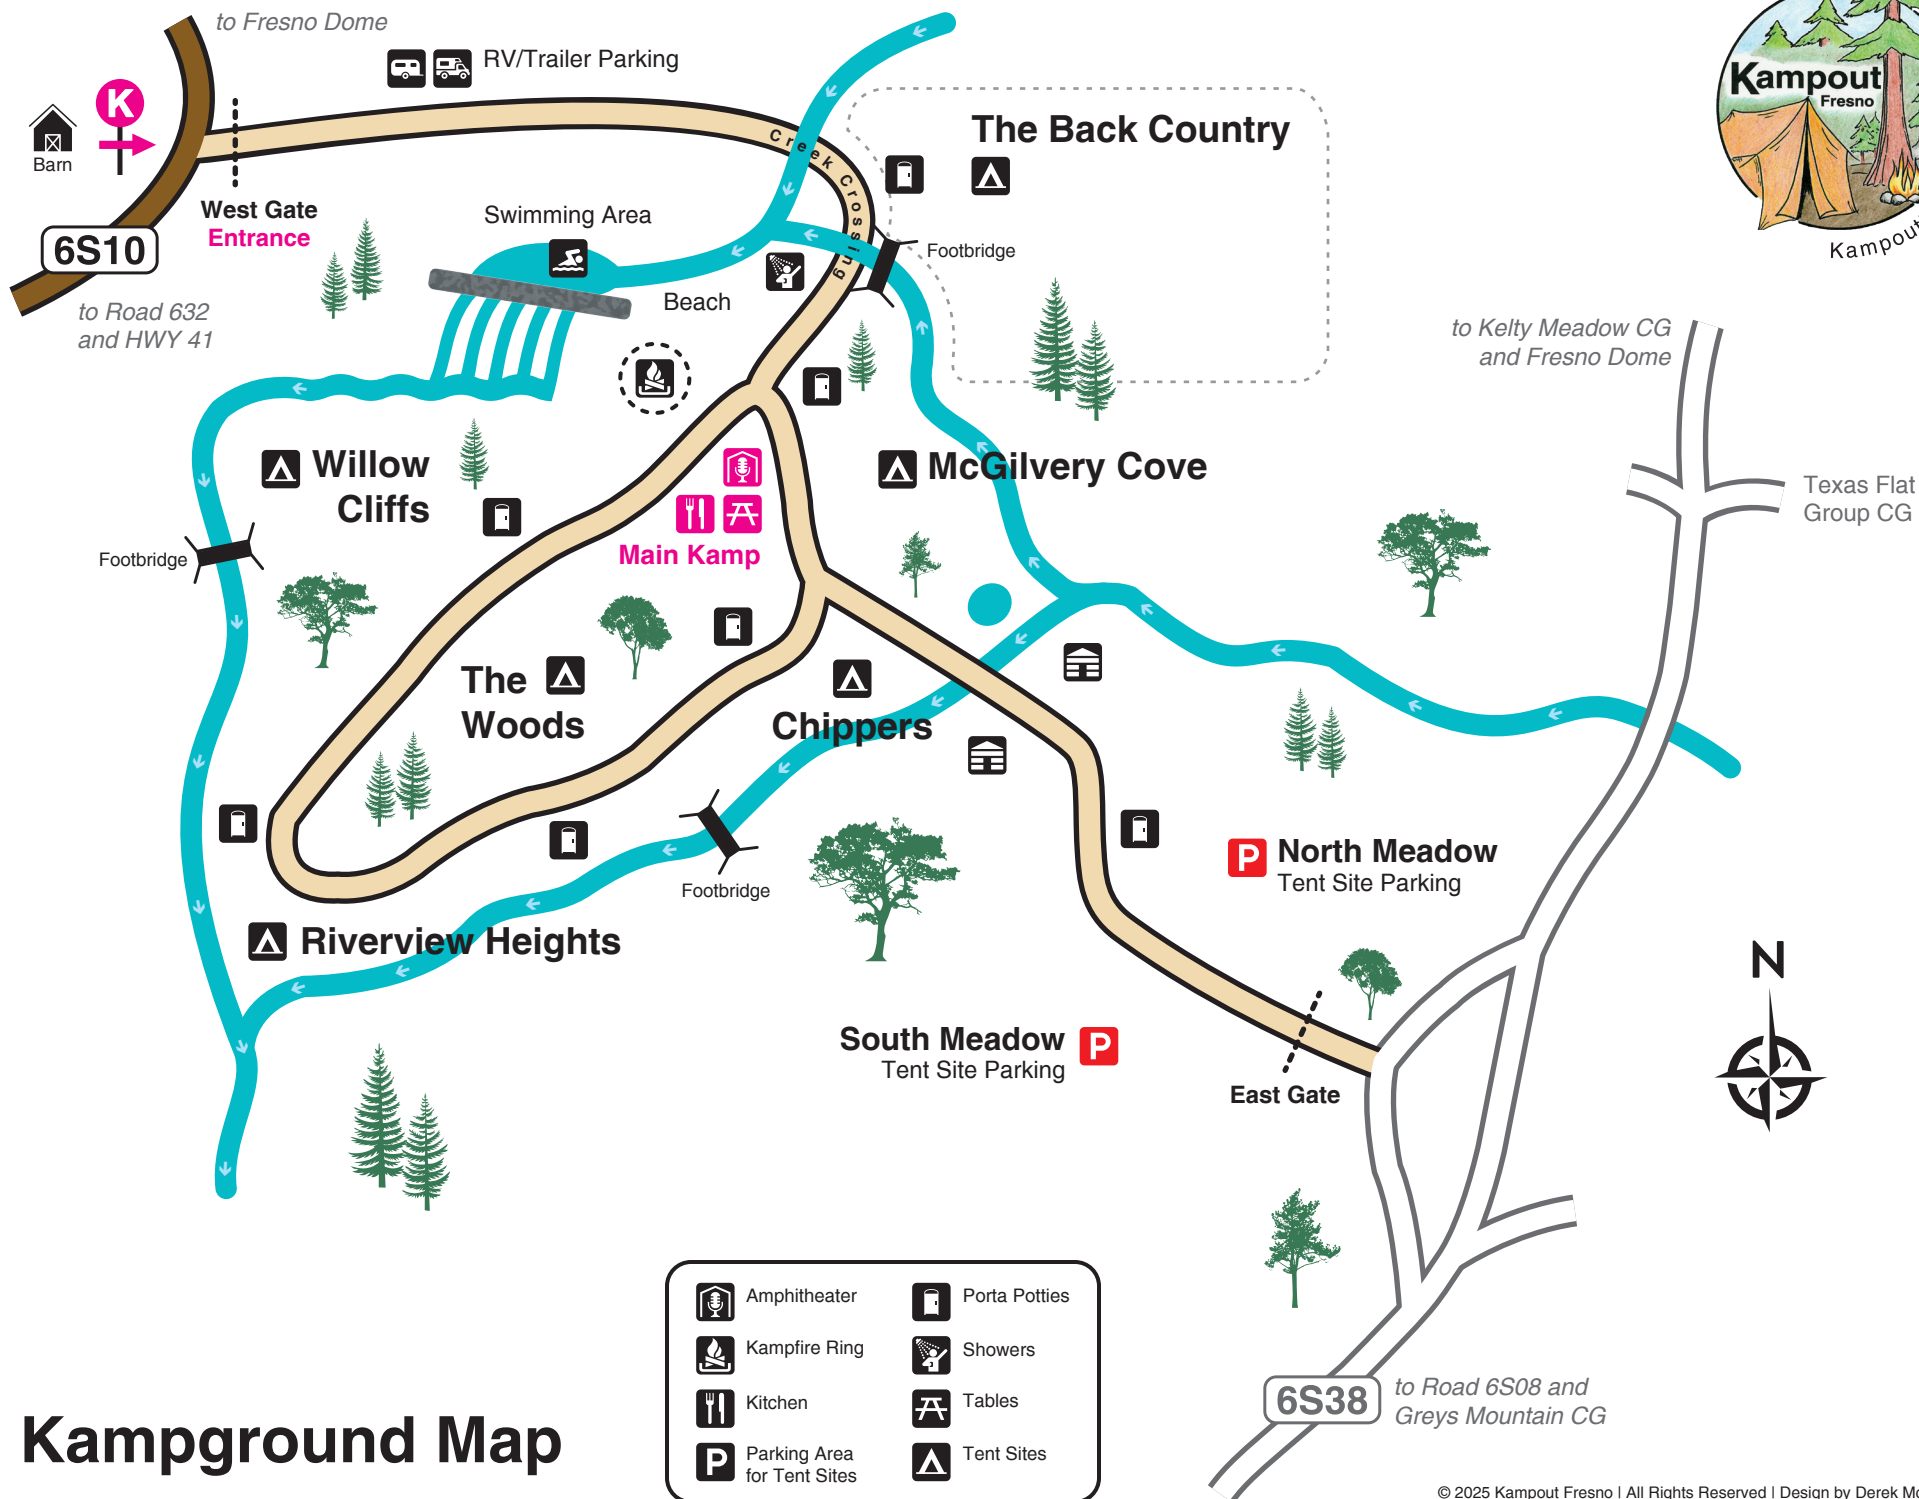 to Fresno Dome
RV/Trailer Parking
K
Barn
West Gate
Entrance
6S10
to Road 632
and HWY 41
Creek Crossing
The Back Country
Kampout
Fresno
Kampout
Swimming Area
Footbridge
Beach
to Kelty Meadow CG
and Fresno Dome
Willow
Cliffs
McGilvery Cove
Texas Flat
Group CG
Footbridge
Main Kamp
The
Woods
Chippers
P
North Meadow
Tent Site Parking
Footbridge
Riverview Heights
N
South Meadow
Tent Site Parking
P
East Gate
Amphitheater
Kampfire Ring
Kitchen
P
Parking Area
for Tent Sites
Porta Potties
Showers
Tables
Tent Sites
6S38
to Road 6S08 and
Greys Mountain CG
Kampground Map
© 2025 Kampout Fresno | All Rights Reserved | Design by Derek